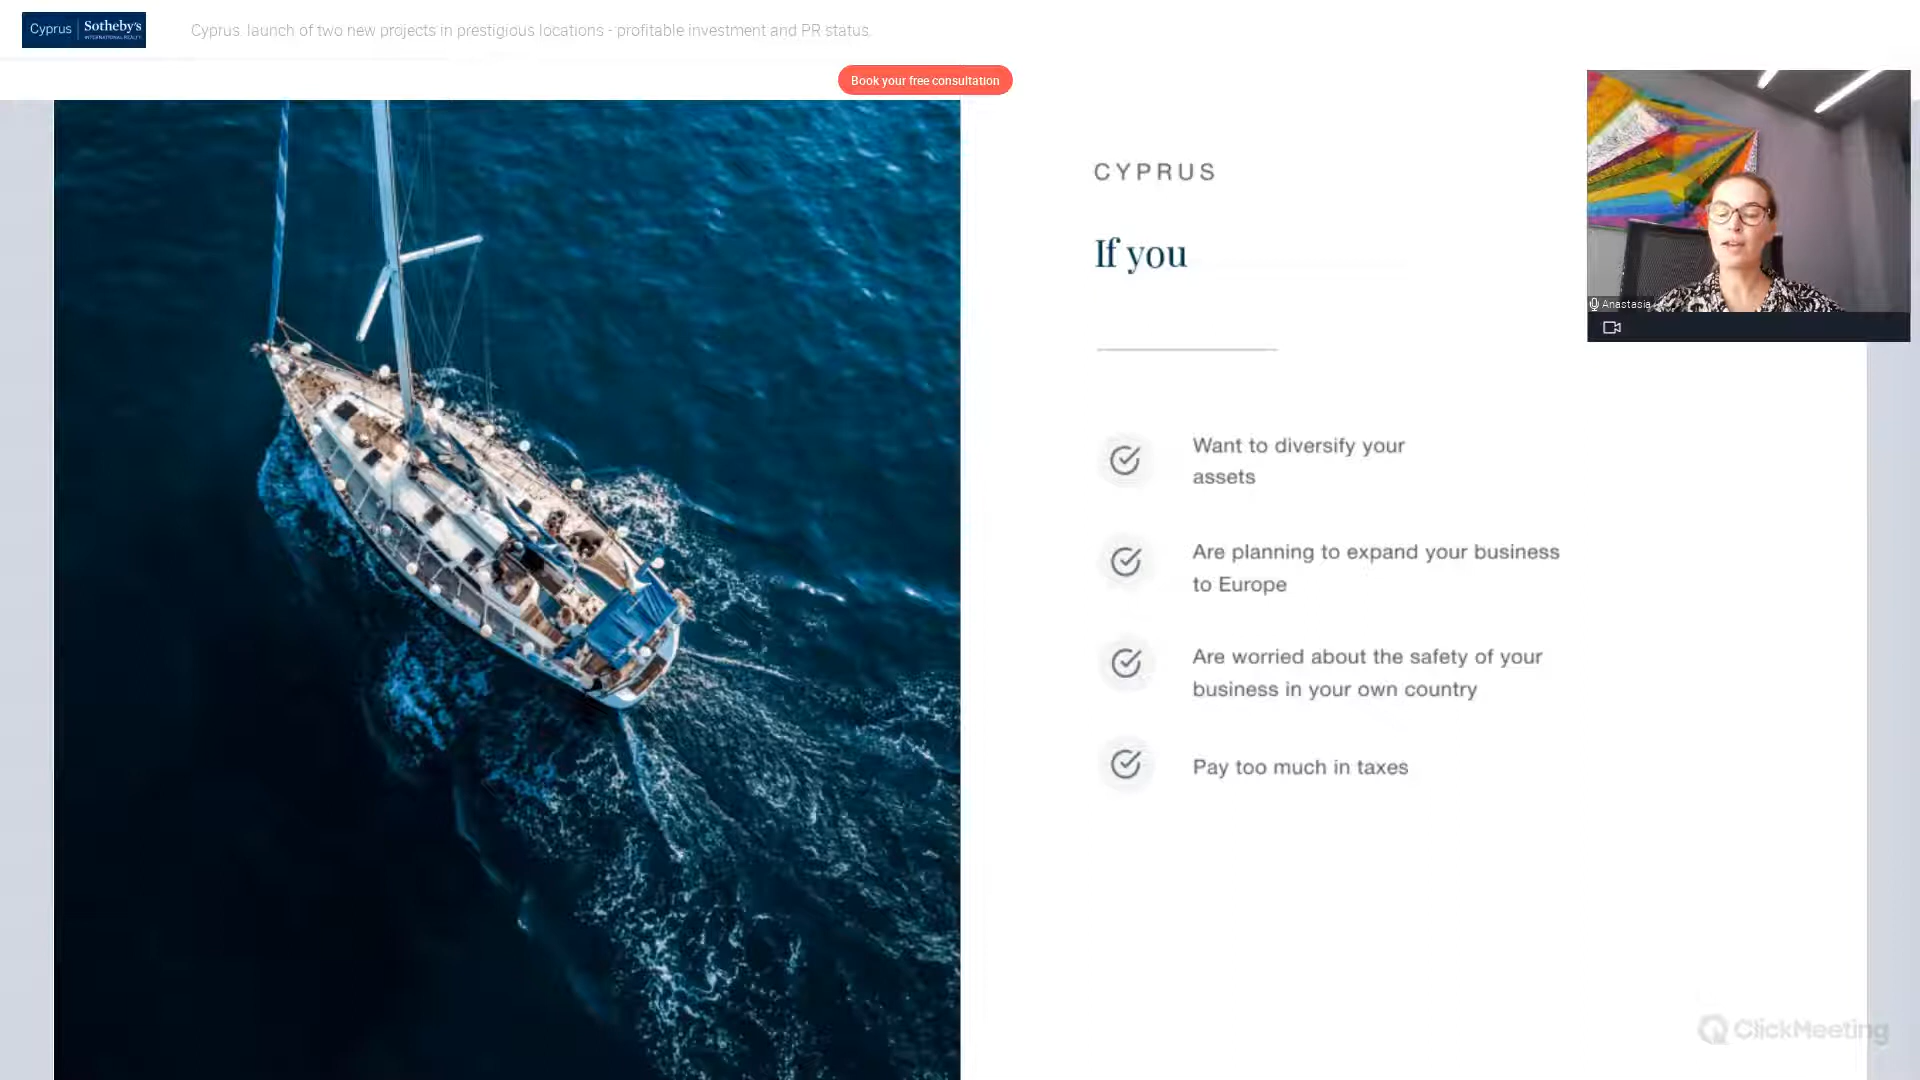 Cyprus | Sotheby's
INTERNATIONAL REALTY
Cyprus: launch of two new projects in prestigious locations - profitable investment and PR status.
Book your free consultation
CYPRUS
If you
Want to diversify your
assets
Are planning to expand your business
to Europe
Are worried about the safety of your
business in your own country
Pay too much in taxes
Anastasia
ClickMeeting